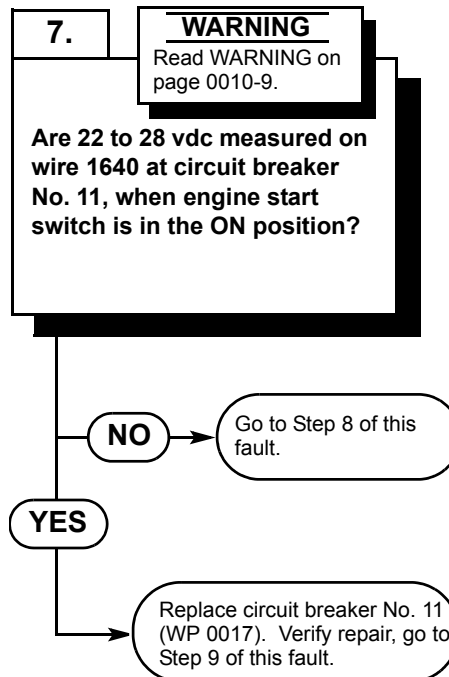 7.
WARNING
Read WARNING on
page 0010-9.
Are 22 to 28 vdc measured on
wire 1640 at circuit breaker
No. 11, when engine start
switch is in the ON position?
NO
Go to Step 8 of this
fault.
YES
Replace circuit breaker No. 11
(WP 0017).  Verify repair, go to
Step 9 of this fault.